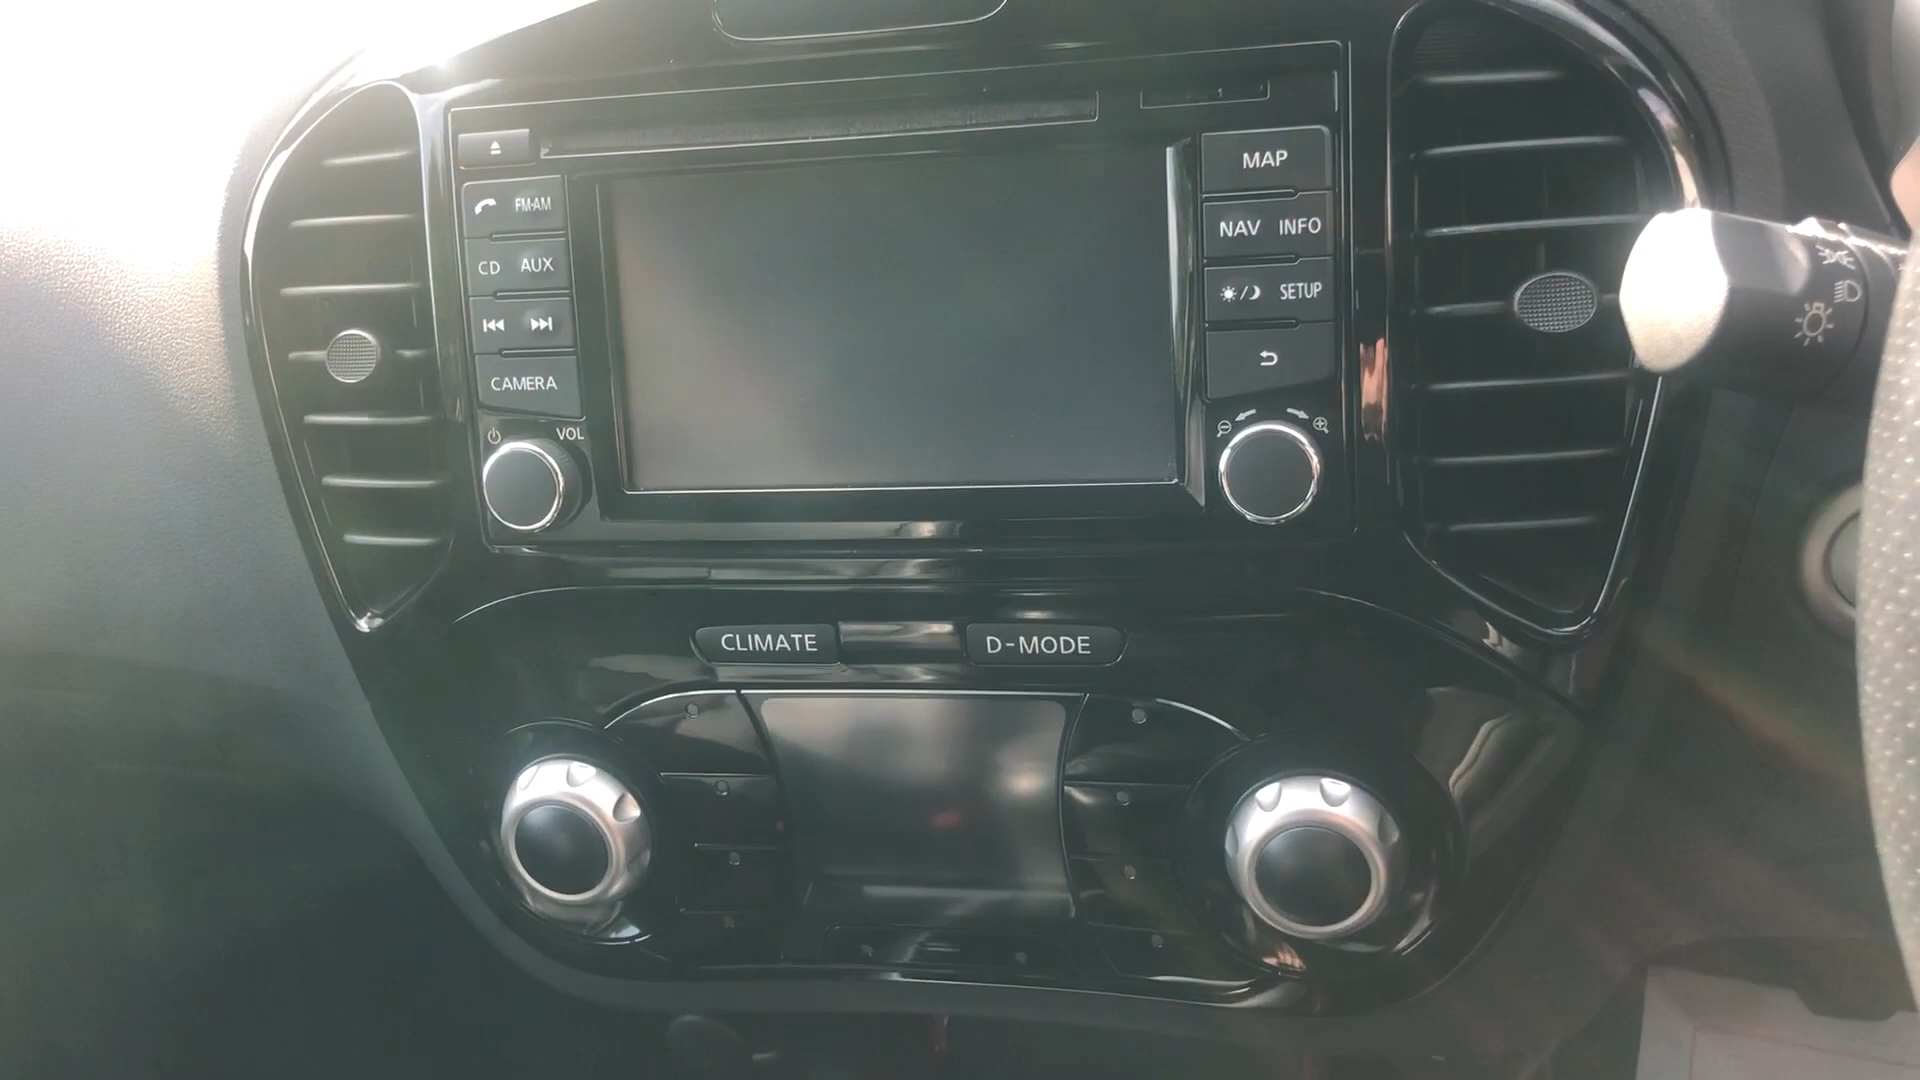 MAP
FM·AM
NAV INFO
CD AUX
SETUP
CAMERA
VOL
CLIMATE
D-MODE